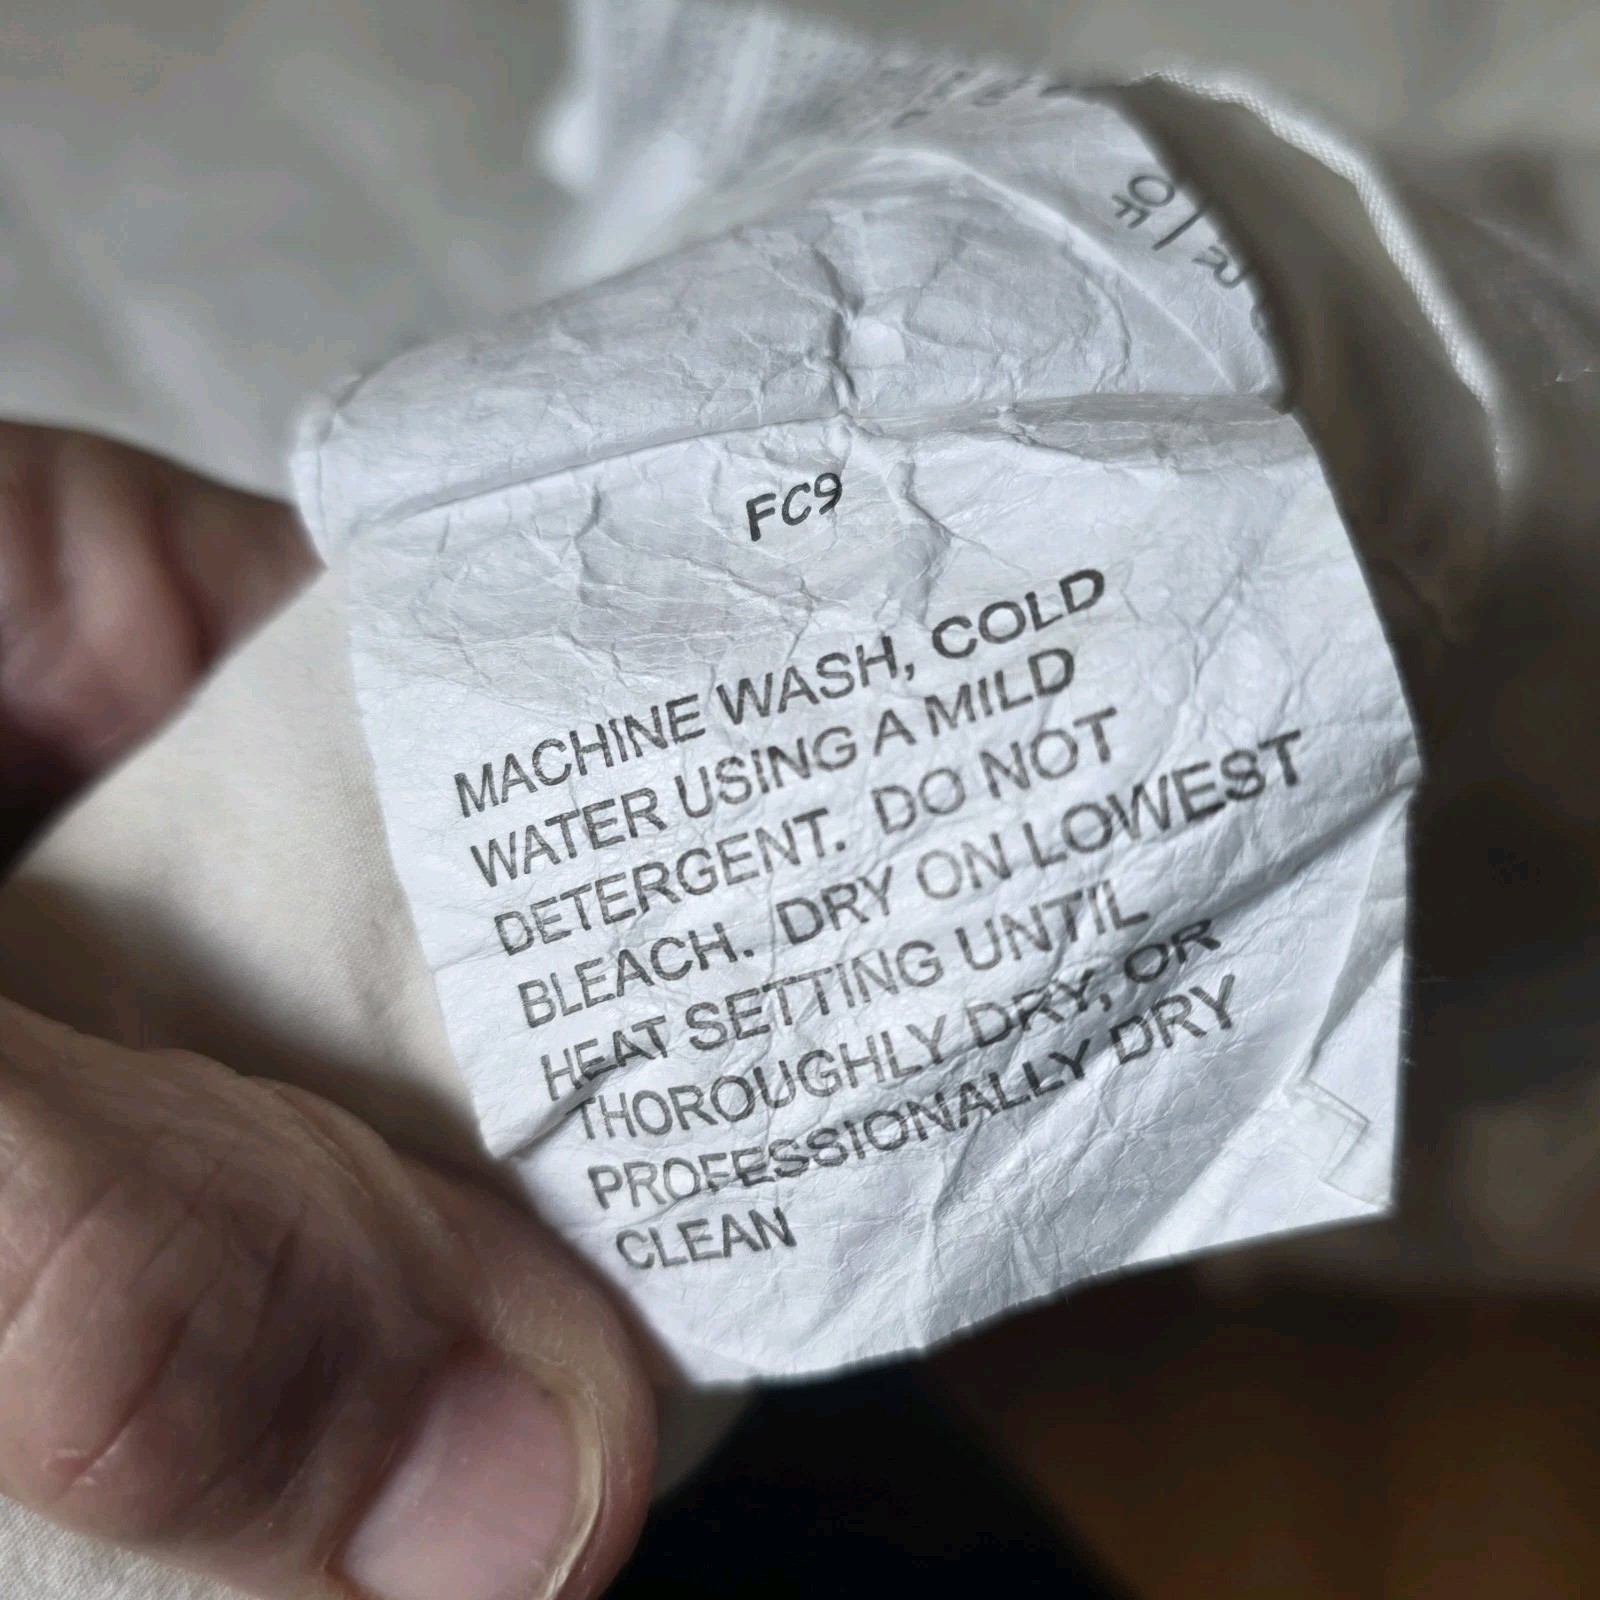 FC9
MACHINE WASH, COLD
WATER USING A MILD
DETERGENT. DO NOT
BLEACH. DRY ON LOWEST
HEAT SETTING UNTIL
THOROUGHLY DRY, OR
PROFESSIONALLY DRY
CLEAN